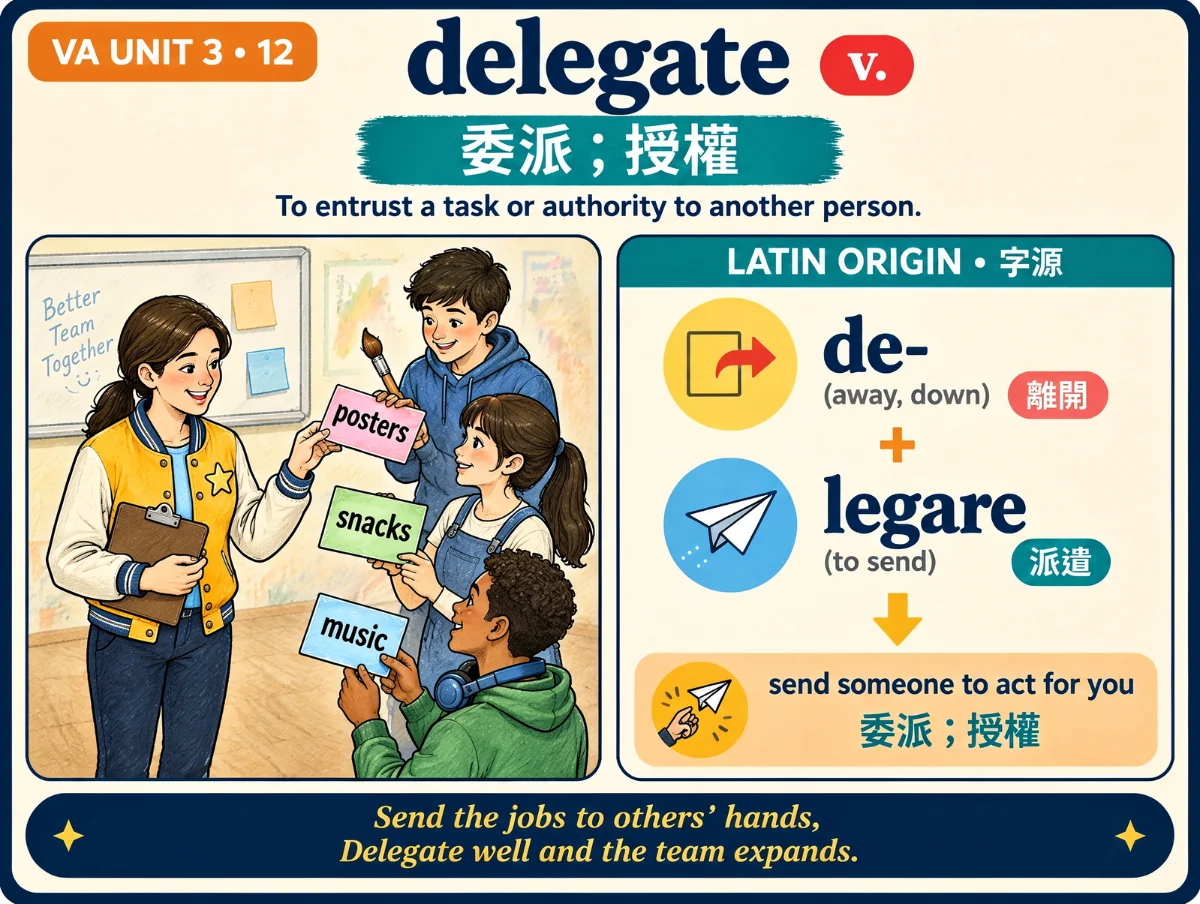 VA UNIT 3 • 12
delegate v.
委派；授權
To entrust a task or authority to another person.
Better
Team
Together
posters
snacks
music
LATIN ORIGIN • 字源
de-
(away, down) 離開
+
legare
(to send) 派遣
send someone to act for you
委派；授權
Send the jobs to others’ hands,
Delegate well and the team expands.